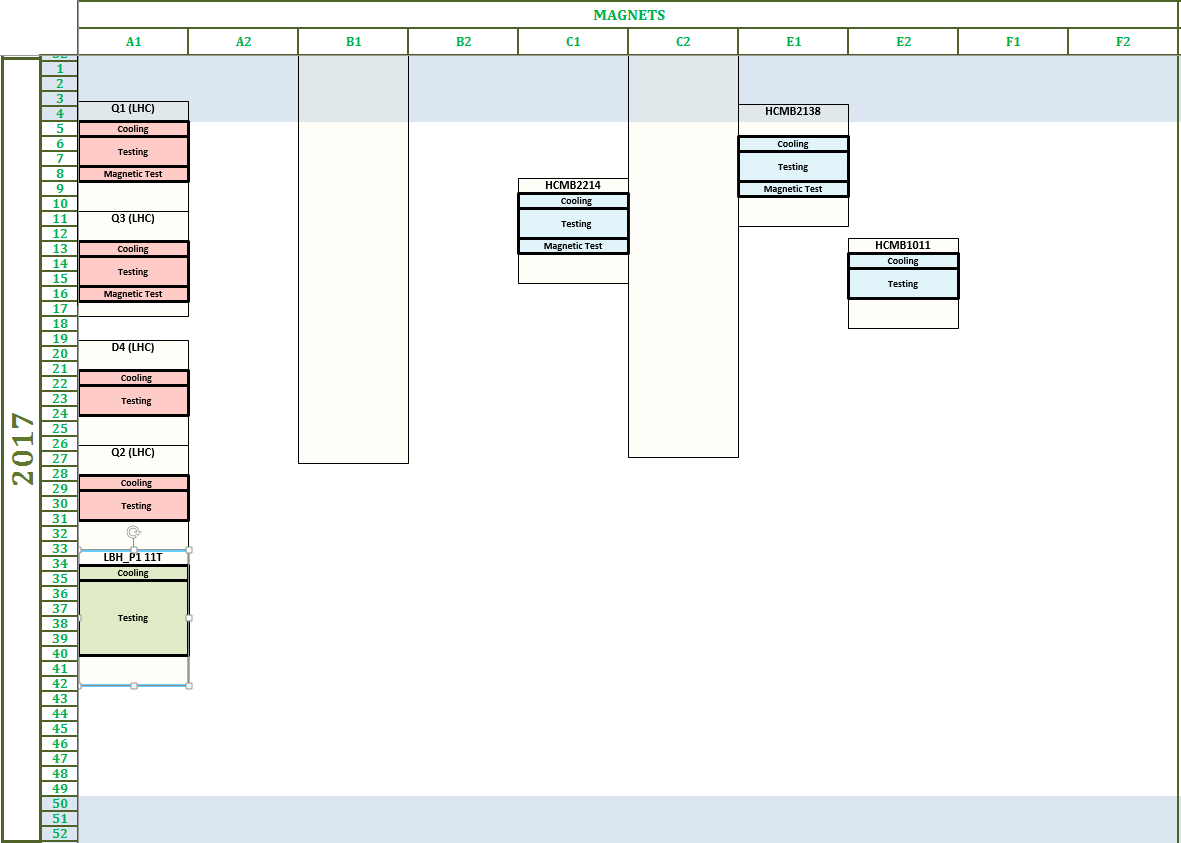 MAGNETS
A1 A2 B1 B2 C1 C2 E1 E2 F1 F2
2017
1
2
3
4
5
6
7
8
9
10
11
12
13
14
15
16
17
18
19
20
21
22
23
24
25
26
27
28
29
30
31
32
33
34
35
36
37
38
39
40
41
42
43
44
45
46
47
48
49
50
51
52
Q1 (LHC)
Cooling
Testing
Magnetic Test
Q3 (LHC)
Cooling
Testing
Magnetic Test
D4 (LHC)
Cooling
Testing
Q2 (LHC)
Cooling
Testing
LBH_P1 11T
Cooling
Testing
HCMB2214
Cooling
Testing
Magnetic Test
HCMB2138
Cooling
Testing
Magnetic Test
HCMB1011
Cooling
Testing